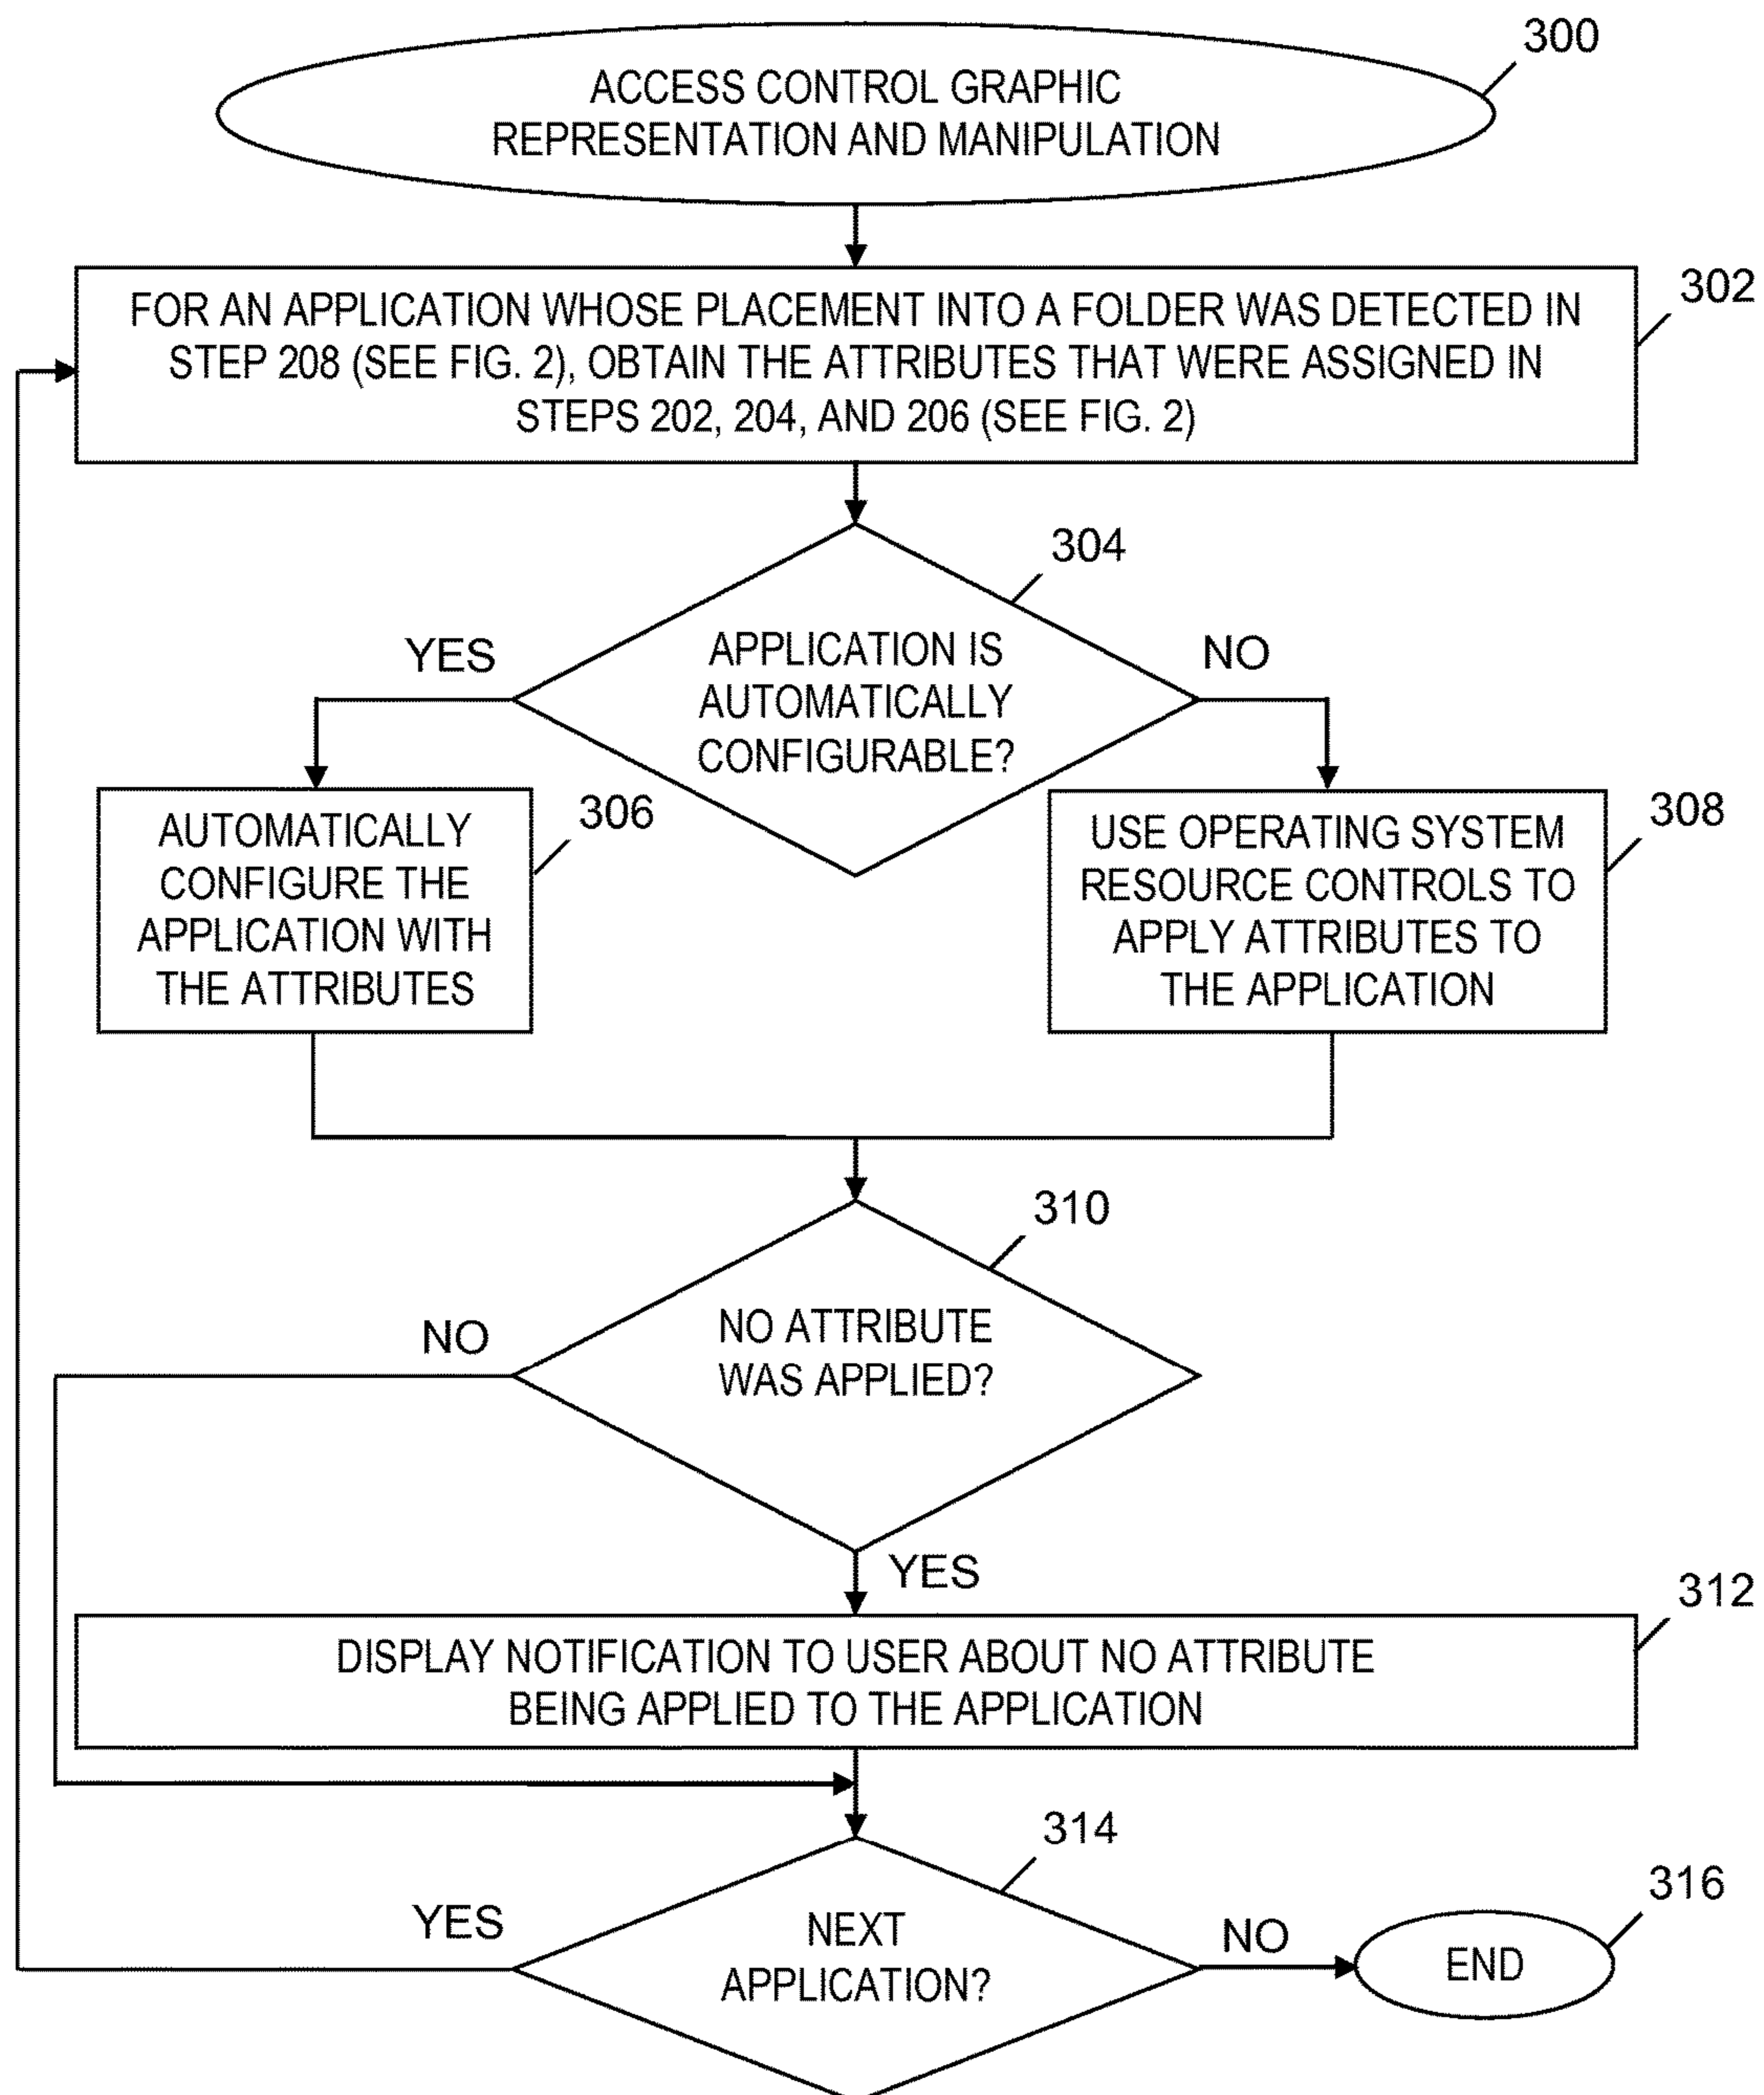 300
ACCESS CONTROL GRAPHIC
REPRESENTATION AND MANIPULATION
302
FOR AN APPLICATION WHOSE PLACEMENT INTO A FOLDER WAS DETECTED IN
STEP 208 (SEE FIG. 2), OBTAIN THE ATTRIBUTES THAT WERE ASSIGNED IN
STEPS 202, 204, AND 206 (SEE FIG. 2)
304
YES
NO
APPLICATION IS
AUTOMATICALLY
CONFIGURABLE?
306
AUTOMATICALLY
CONFIGURE THE
APPLICATION WITH
THE ATTRIBUTES
308
USE OPERATING SYSTEM
RESOURCE CONTROLS TO
APPLY ATTRIBUTES TO
THE APPLICATION
310
NO
NO ATTRIBUTE
WAS APPLIED?
YES
312
DISPLAY NOTIFICATION TO USER ABOUT NO ATTRIBUTE
BEING APPLIED TO THE APPLICATION
314
YES
NEXT
APPLICATION?
NO
316
END